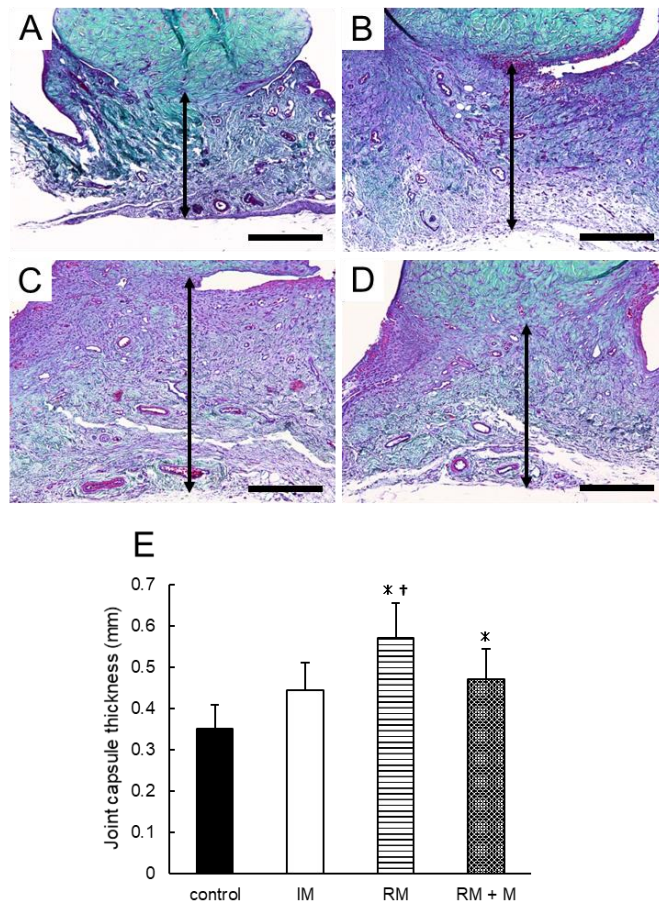 A
B
C
D
E
Joint capsule thickness (mm)
0.7
0.6
0.5
0.4
0.3
0.2
0.1
0
* †
*
control IM RM RM + M